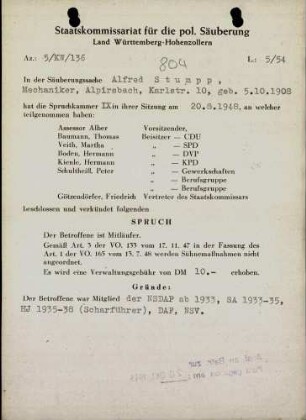 Staatskommissariat für die pol. Säuberung
Land Württemberg-Hohenzollern
Az.: 5/KW/136
804
L.: 5/54
In der Säuberungssache Alfred Stumpp,
Mechaniker, Alpirsbach, Karlstr. 10, geb. 5.10.1908
hat die Spruchkammer IX in ihrer Sitzung am 20.8.1948, an welcher
teilgenommen haben:
Assessor Alber Vorsitzender,
Baumann, Thomas Beisitzer — CDU
Veith, Martha „ — SPD
Boden, Hermann „ — DVP
Kienle, Hermann „ — KPD
Schultheiß, Peter „ — Gewerkschaften
„ — Berufsgruppe
„ — Berufsgruppe
Götzendörfer, Friedrich Vertreter des Staatskommissars
beschlossen und verkündet folgenden
SPRUCH
Der Betroffene ist Mitläufer.
Gemäß Art. 3 der VO. 133 vom 17. 11. 47 in der Fassung des
Art. 1 der VO. 165 vom 13. 7. 48 werden Sühnemaßnahmen nicht
angeordnet.
Es wird eine Verwaltungsgebühr von DM 10.— erhoben.
Gründe:
Der Betroffene war Mitglied der NSDAP ab 1933, SA 1933-35,
HJ 1935-38 (Scharführer), DAF, NSV.